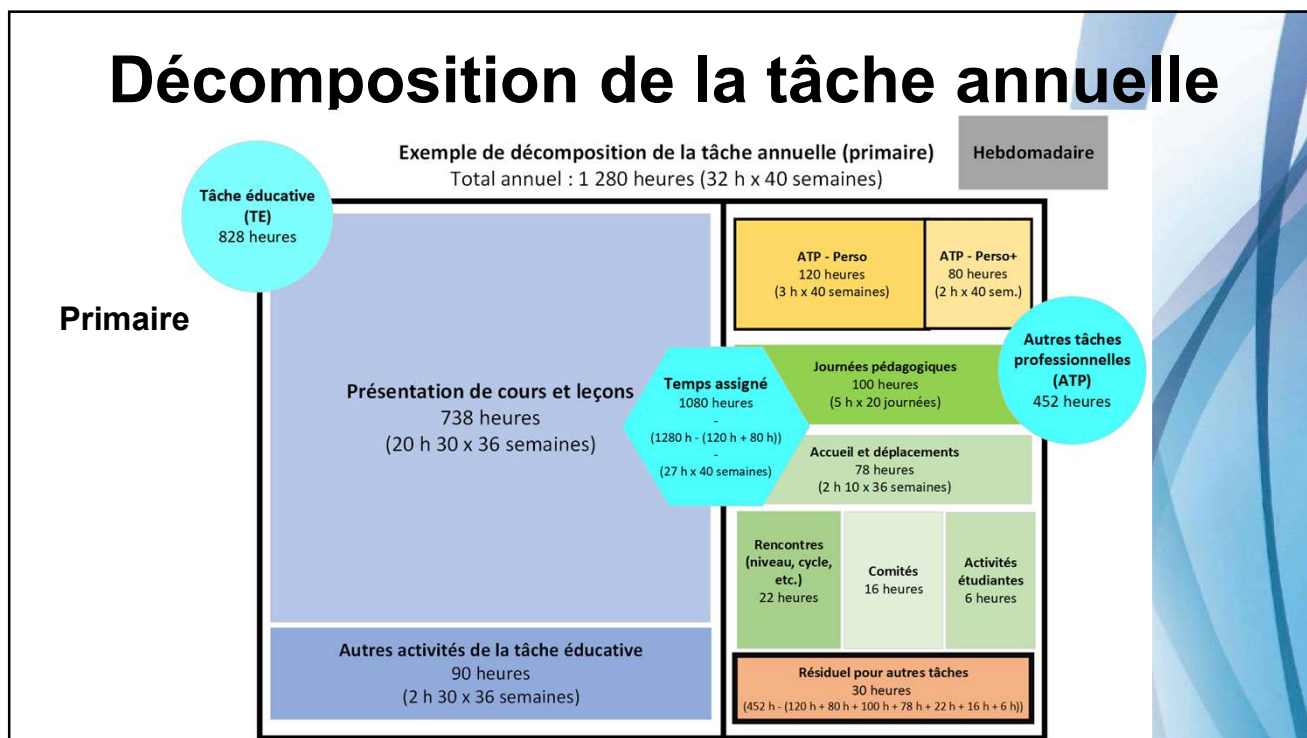 Décomposition de la tâche annuelle
Exemple de décomposition de la tâche annuelle (primaire)
Total annuel : 1 280 heures (32 h x 40 semaines)
Hebdomadaire
Tâche éducative
(TE)
828 heures
Primaire
Présentation de cours et leçons
738 heures
(20 h 30 x 36 semaines)
Autres activités de la tâche éducative
90 heures
(2 h 30 x 36 semaines)
Temps assigné
1080 heures
-
(1280 h - (120 h + 80 h))
-
(27 h x 40 semaines)
ATP - Perso
120 heures
(3 h x 40 semaines)
ATP - Perso+
80 heures
(2 h x 40 sem.)
Autres tâches
professionnelles
(ATP)
452 heures
Journées pédagogiques
100 heures
(5 h x 20 journées)
Accueil et déplacements
78 heures
(2 h 10 x 36 semaines)
Rencontres
(niveau, cycle,
etc.)
22 heures
Comités
16 heures
Activités
étudiantes
6 heures
Résiduel pour autres tâches
30 heures
(452 h - (120 h + 80 h + 100 h + 78 h + 22 h + 16 h + 6 h))